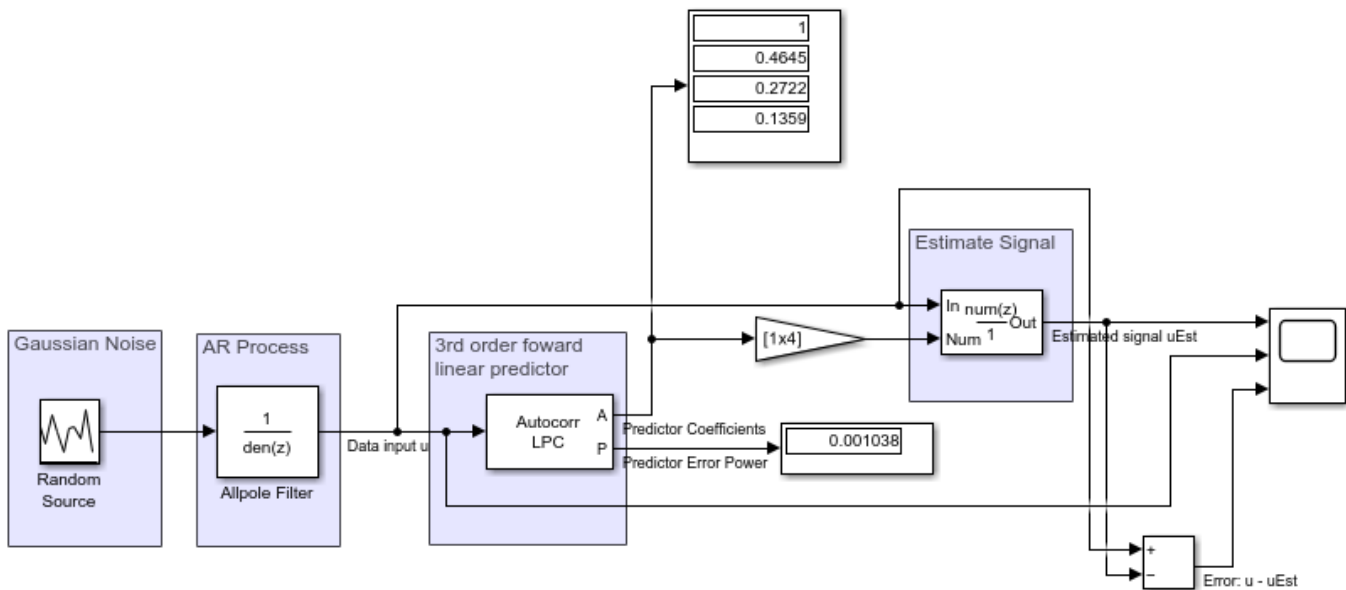 1
0.4645
0.2722
0.1359
Estimate Signal
In num(z) Out
Num 1
Estimated signal uEst
[1x4]
Gaussian Noise
Random
Source
AR Process
1
den(z)
Allpole Filter
Data input u
3rd order foward
linear predictor
Autocorr
LPC
A
P
Predictor Coefficients
Predictor Error Power
0.001038
+
−
Error: u - uEst